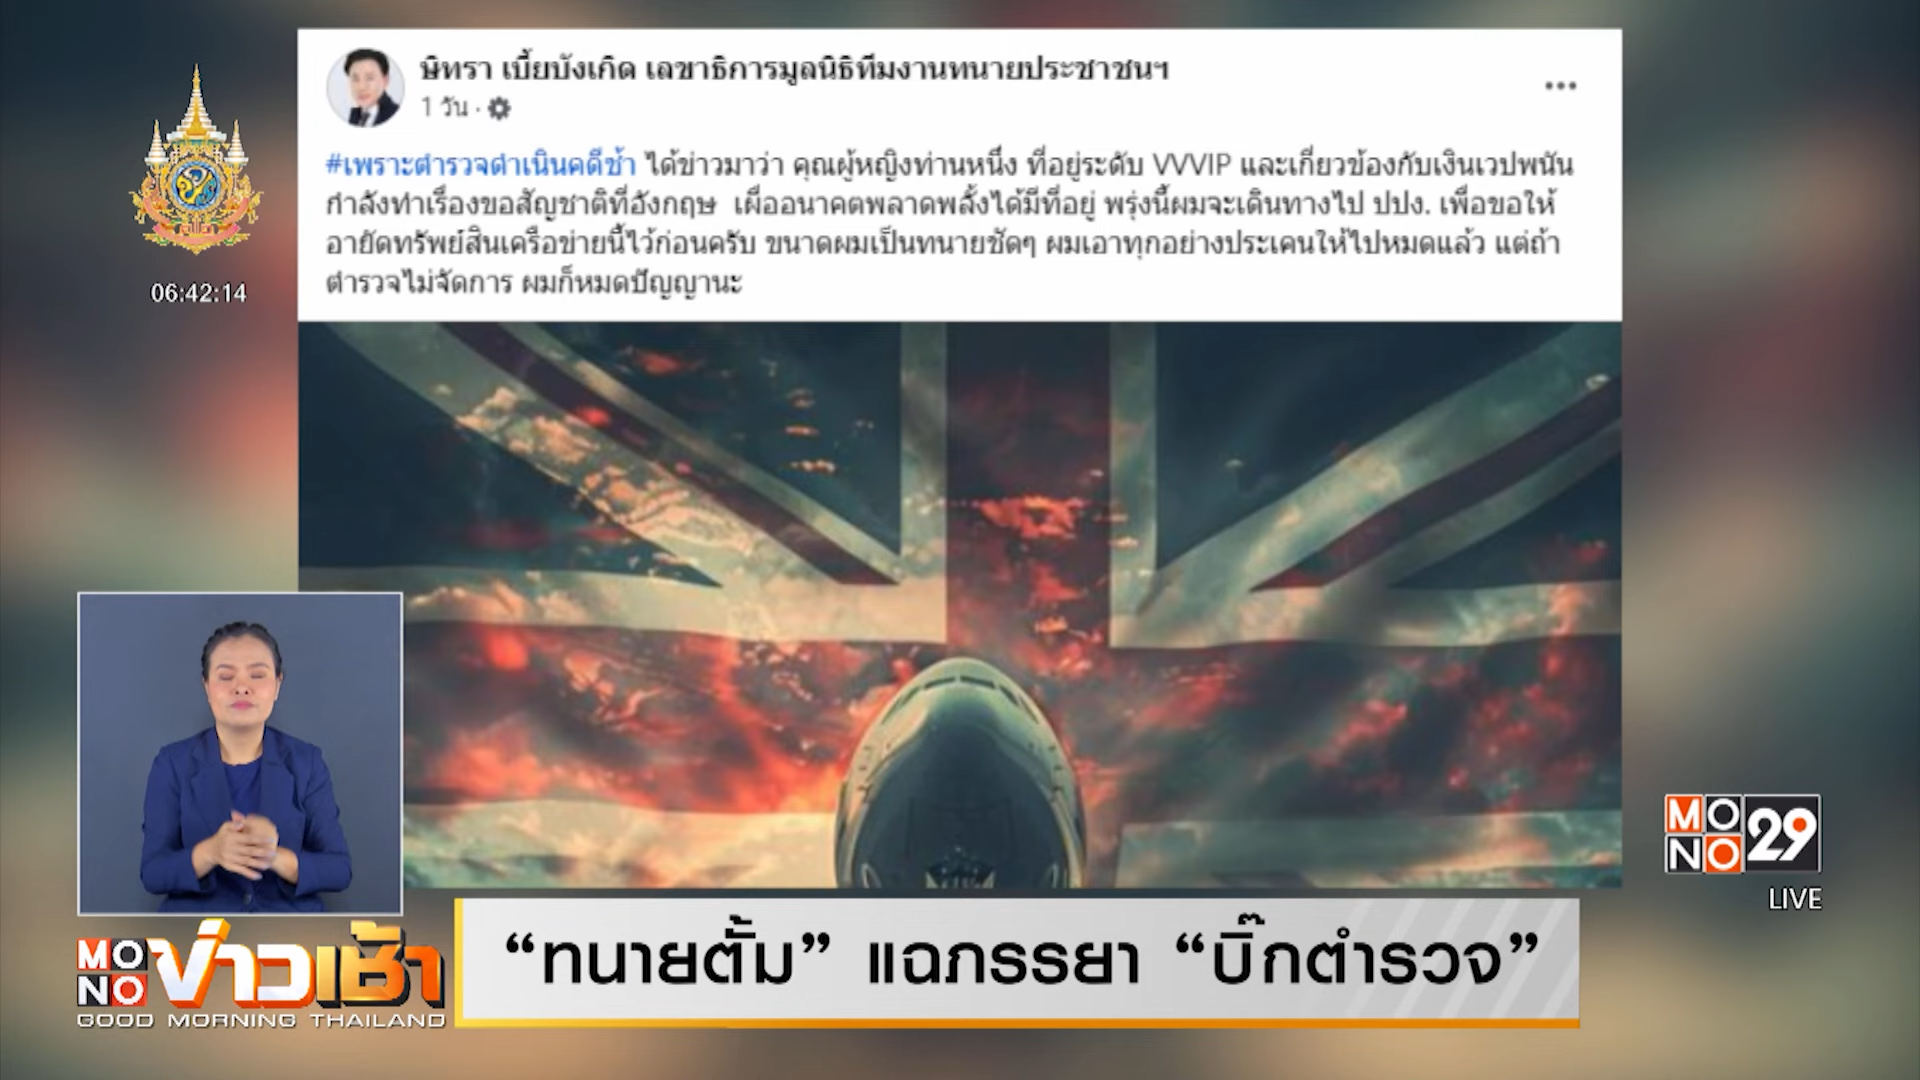 ษิทรา เบี้ยบังเกิด เลขาธิการมูลนิธิทีมงานทนายประชาชนฯ
1 วัน ·
#เพราะตำรวจดำเนินคดีช้า ได้ข่าวมาว่า คุณผู้หญิงท่านหนึ่ง ที่อยู่ระดับ VVVIP และเกี่ยวข้องกับเงินเวปพนัน
กำลังทำเรื่องขอสัญชาติที่อังกฤษ เผื่ออนาคตพลาดพลั้งได้มีที่อยู่ พรุ่งนี้ผมจะเดินทางไป ปปง. เพื่อขอให้
อายัดทรัพย์สินเครือข่ายนี้ไว้ก่อนครับ ขนาดผมเป็นทนายชัดๆ ผมเอาทุกอย่างประเคนให้ไปหมดแล้ว แต่ถ้า
ตำรวจไม่จัดการ ผมก็หมดปัญญานะ
06:42:14
MONO 29
LIVE
MONO ข่าวเช้า
GOOD MORNING THAILAND
“ทนายตั้ม” แฉภรรยา “บิ๊กตำรวจ”